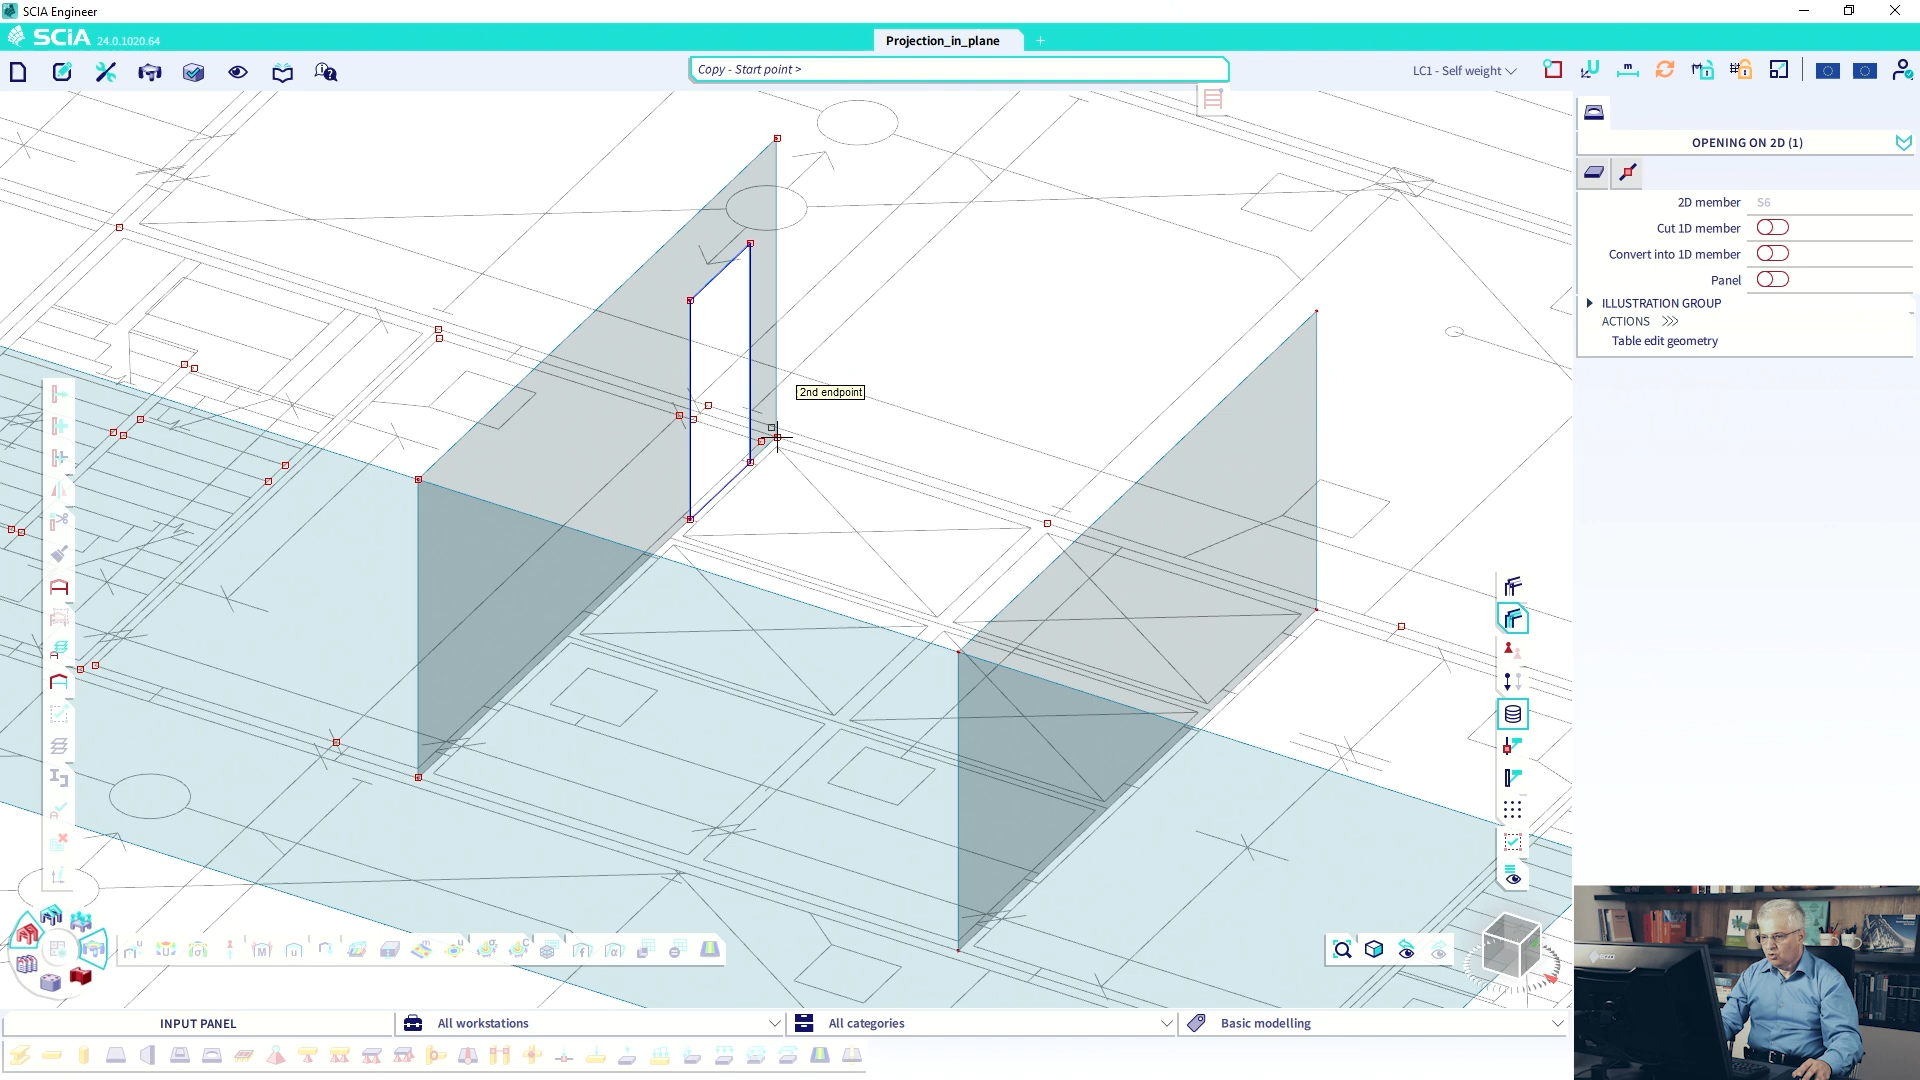 SCIA Engineer
SCIA 24.0.1020.64
Projection_in_plane
Copy - Start point >
LC1 - Self weight
OPENING ON 2D (1)
2D member S6
Cut 1D member
Convert into 1D member
Panel
ILLUSTRATION GROUP
ACTIONS >>>
Table edit geometry
2nd endpoint
INPUT PANEL
All workstations
All categories
Basic modelling